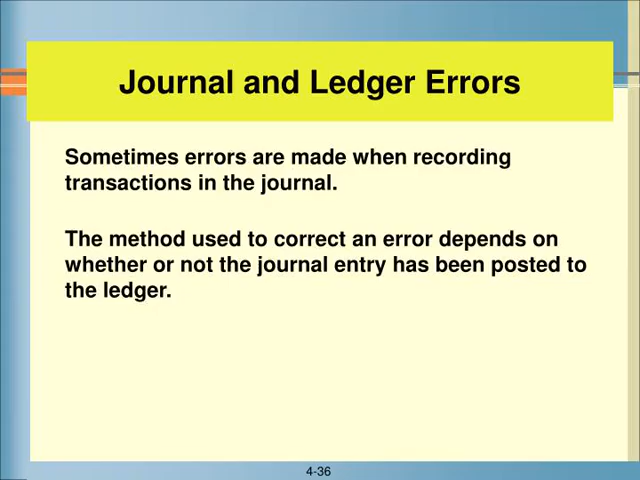 Journal and Ledger Errors
Sometimes errors are made when recording
transactions in the journal.
The method used to correct an error depends on
whether or not the journal entry has been posted to
the ledger.
4-36